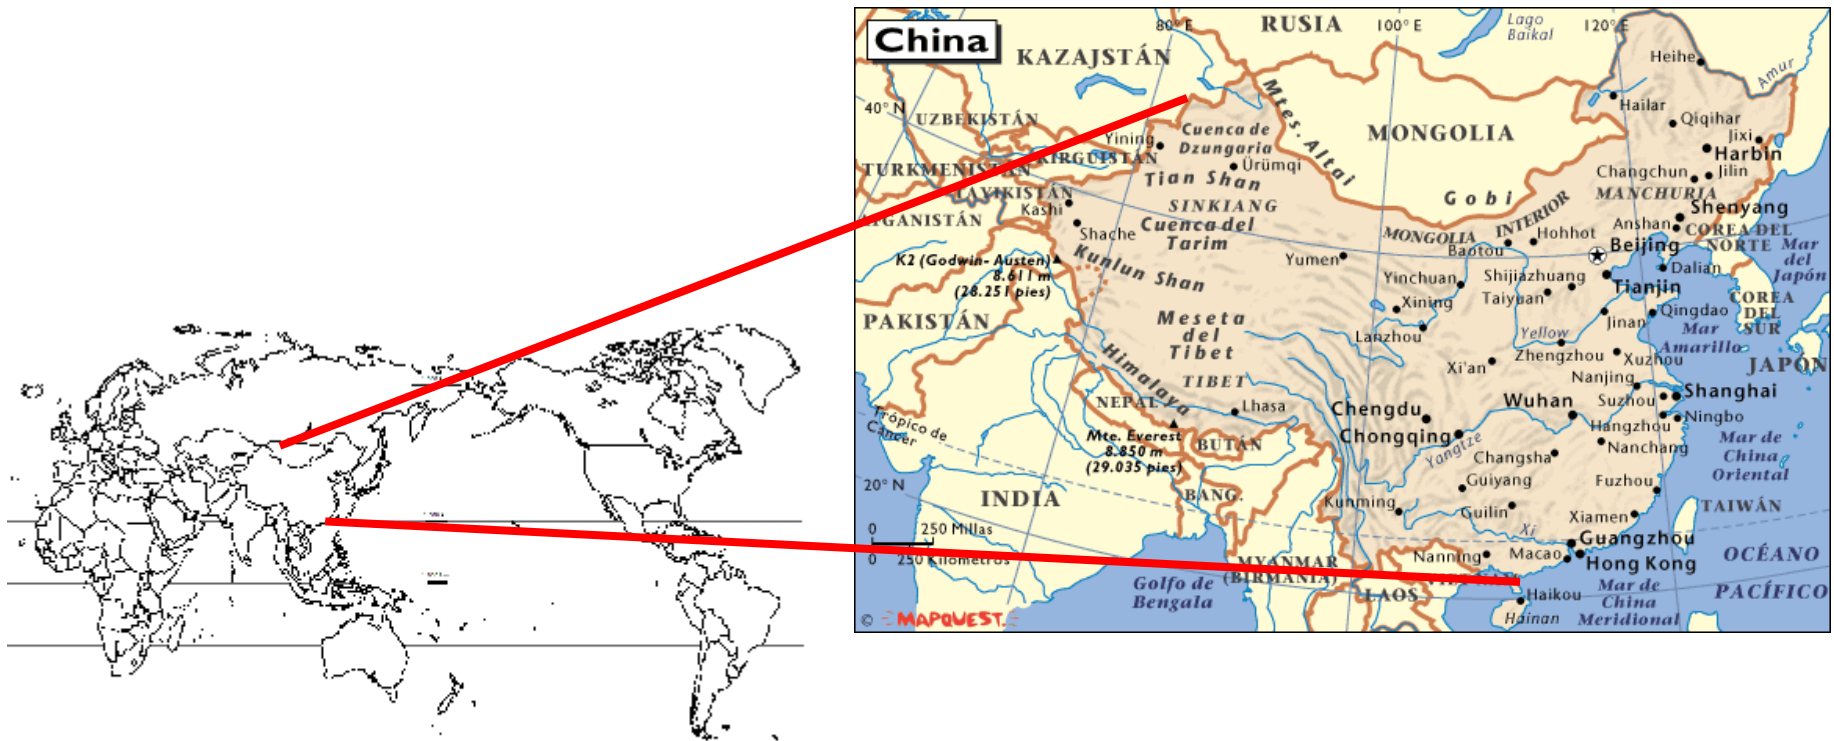 China
80° E
RUSIA
100° E
Lago
Baikal
120° E
KAZAJSTÁN
Heihe
Amur
40° N
Mtes. Altai
Hailar
UZBEKISTÁN
Cuenca de
Dzungaria
MONGOLIA
Qiqihar
Jixi
Yining
KIRGUISTÁN
Harbin
TURKMENISTÁN
Ürümqi
Changchun
Jilin
Tian Shan
MANCHURIA
TAYIKISTÁN
Gobi
Kashi
SINKIANG
Shenyang
AFGANISTÁN
Shache
Cuenca del
Tarim
MONGOLIA INTERIOR
Hohhot
Anshan
COREA DEL
NORTE
Baotou
Beijing
Mar
del
Japón
K2 (Godwin-Austen)
8.611 m
(28.251 pies)
Kunlun Shan
Yumen
Yinchuan
Shijiazhuang
Dalian
Tianjin
Xining
Taiyuan
COREA
DEL
SUR
PAKISTÁN
Meseta
del
Tibet
Lanzhou
Yellow
Jinan
Qingdao
Mar
Amarillo
Himalaya
Zhengzhou
Xuzhou
JAPÓN
Xi'an
TIBET
Nanjing
NEPAL
Lhasa
Wuhan
Suzhou
Shanghai
Trópico de
Cáncer
Chengdu
Hangzhou
Ningbo
Mte. Everest
8.850 m
(29.035 pies)
BUTÁN
Chongqing
Yangtze
Nanchang
Mar de
China
Oriental
Changsha
20° N
INDIA
BANG.
Guiyang
Fuzhou
Kunming
Guilin
Xiamen
TAIWÁN
0 250 Millas
0 250 Kilómetros
Xi
Guangzhou
MYANMAR
(BIRMANIA)
Nanning
Macao
Hong Kong
OCÉANO
PACÍFICO
Golfo de
Bengala
LAOS
Haikou
Hainan
Mar de
China
Meridional
© MAPQUEST